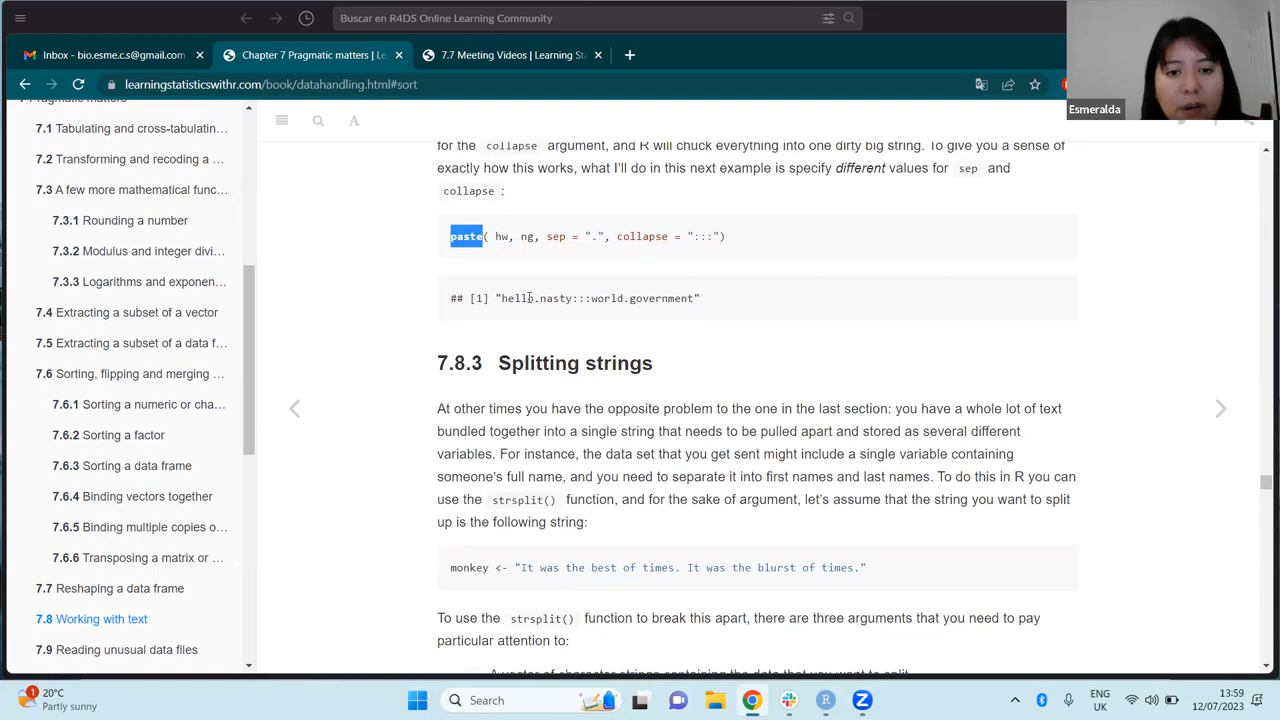 Buscar en R4DS Online Learning Community
Inbox - bio.esme.c.s@gmail.com
Chapter 7 Pragmatic matters | Le
7.7 Meeting Videos | Learning Sta
learningstatisticswithr.com/book/datahandling.html#sort
Esmeralda
7.1 Tabulating and cross-tabulatin...
7.2 Transforming and recoding a ...
7.3 A few more mathematical func...
7.3.1 Rounding a number
7.3.2 Modulus and integer divi...
7.3.3 Logarithms and exponen...
7.4 Extracting a subset of a vector
7.5 Extracting a subset of a data f...
7.6 Sorting, flipping and merging ...
7.6.1 Sorting a numeric or cha...
7.6.2 Sorting a factor
7.6.3 Sorting a data frame
7.6.4 Binding vectors together
7.6.5 Binding multiple copies o...
7.6.6 Transposing a matrix or ...
7.7 Reshaping a data frame
7.8 Working with text
7.9 Reading unusual data files
for the collapse argument, and R will chuck everything into one dirty big string. To give you a sense of
exactly how this works, what I'll do in this next example is specify different values for sep and
collapse :
paste( hw, ng, sep = ".", collapse = ":::")
## [1] "hello.nasty:::world.government"
7.8.3 Splitting strings
At other times you have the opposite problem to the one in the last section: you have a whole lot of text
bundled together into a single string that needs to be pulled apart and stored as several different
variables. For instance, the data set that you get sent might include a single variable containing
someone's full name, and you need to separate it into first names and last names. To do this in R you can
use the strsplit() function, and for the sake of argument, let's assume that the string you want to split
up is the following string:
monkey <- "It was the best of times. It was the blurst of times."
To use the strsplit() function to break this apart, there are three arguments that you need to pay
particular attention to:
A vector of character strings containing the data that you want to split
1
20°C
Partly sunny
Search
ENG
UK
13:59
12/07/2023